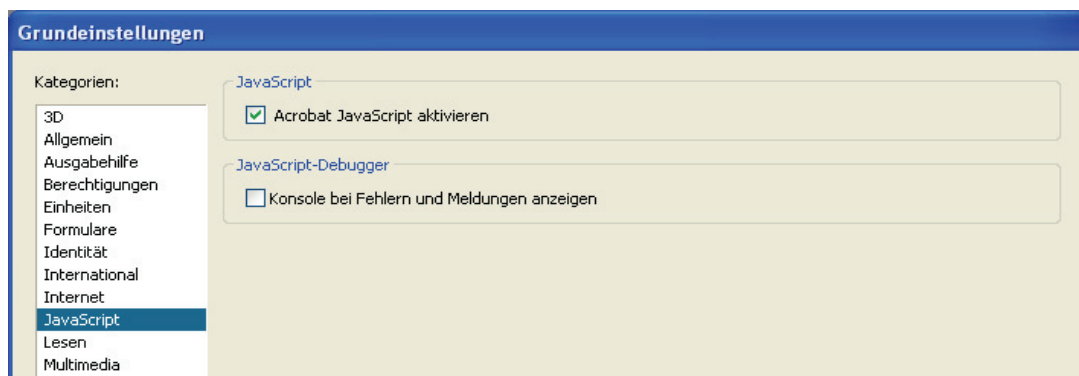 Grundeinstellungen
Kategorien:
3D
Allgemein
Ausgabehilfe
Berechtigungen
Einheiten
Formulare
Identität
International
Internet
JavaScript
Lesen
Multimedia
JavaScript
Acrobat JavaScript aktivieren
JavaScript-Debugger
Konsole bei Fehlern und Meldungen anzeigen